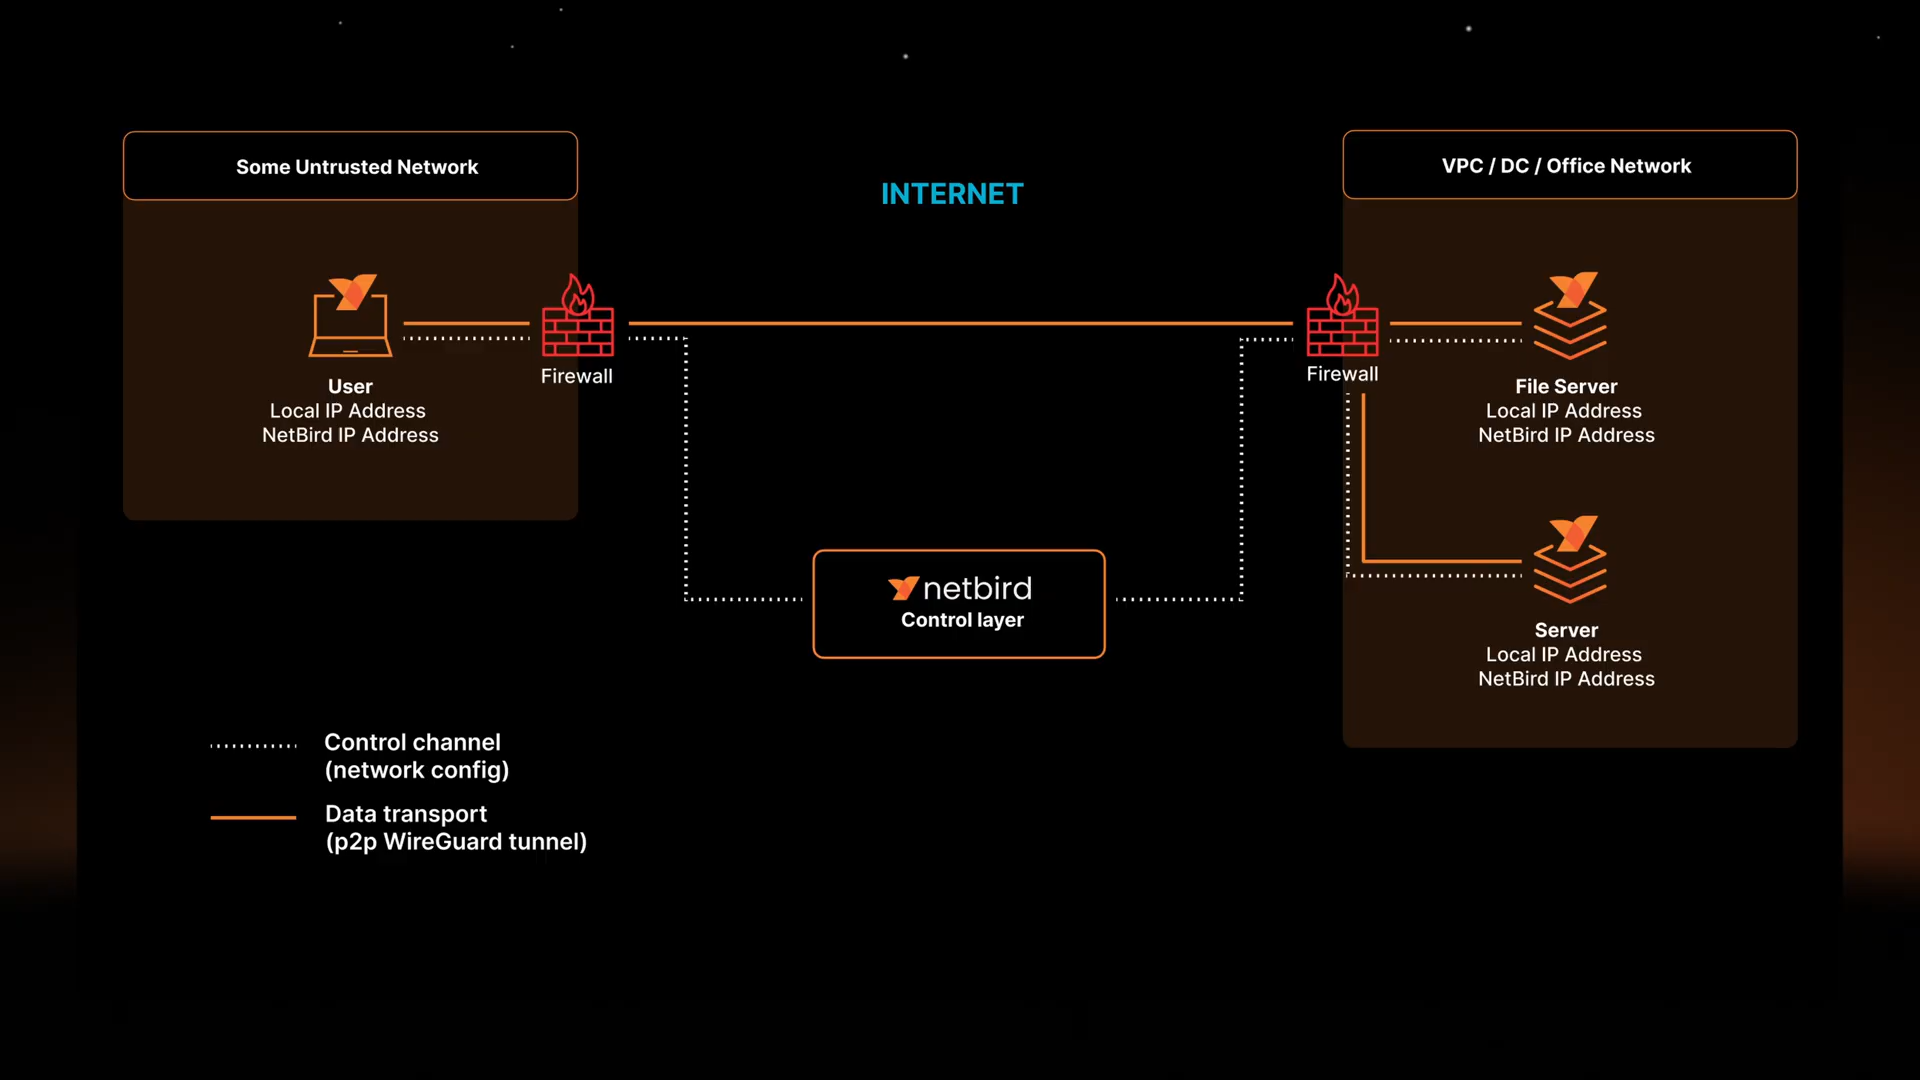 Some Untrusted Network
VPC / DC / Office Network
INTERNET
Firewall
Firewall
User
Local IP Address
NetBird IP Address
File Server
Local IP Address
NetBird IP Address
netbird
Control layer
Server
Local IP Address
NetBird IP Address
Control channel
(network config)
Data transport
(p2p WireGuard tunnel)